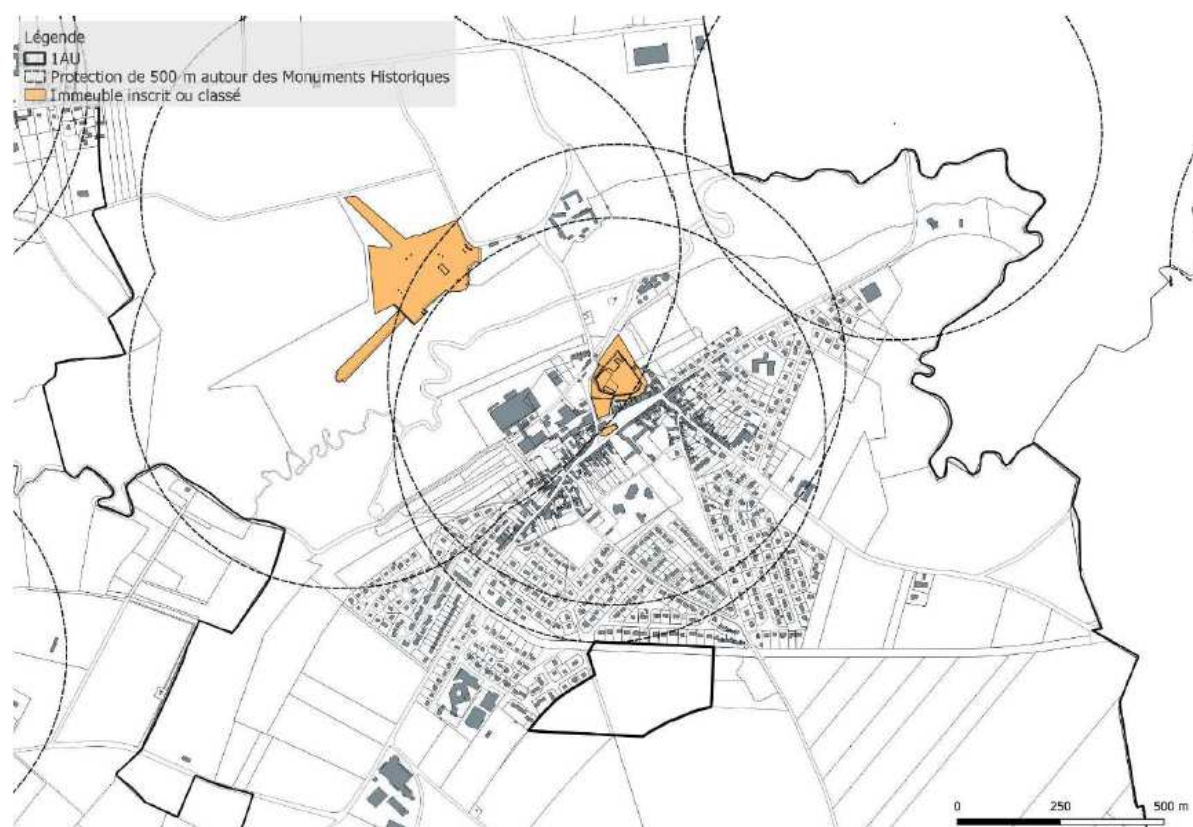 Légende
1AU
Protection de 500 m autour des Monuments Historiques
Immeuble inscrit ou classé
0 250 500 m